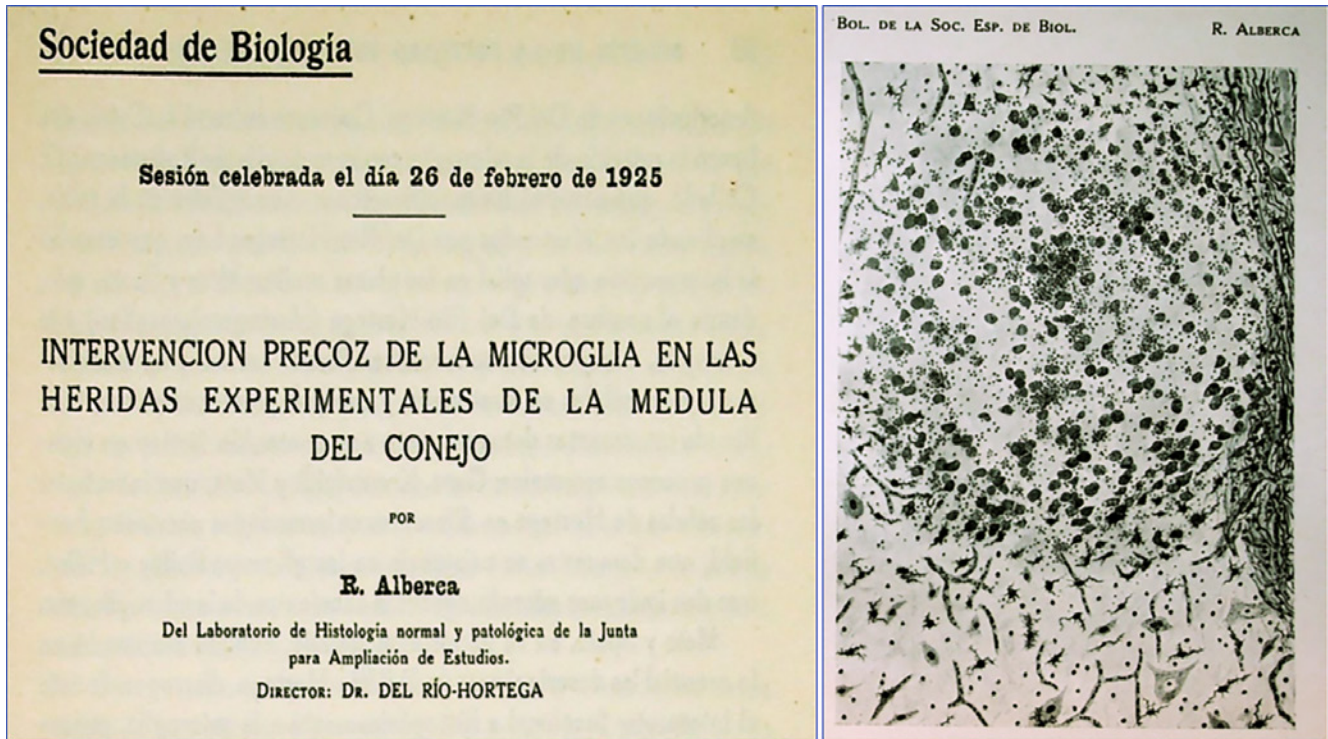 Sociedad de Biología
Sesión celebrada el día 26 de febrero de 1925
INTERVENCION PRECOZ DE LA MICROGLIA EN LAS
HERIDAS EXPERIMENTALES DE LA MEDULA
DEL CONEJO
POR
R. Alberca
Del Laboratorio de Histología normal y patológica de la Junta
para Ampliación de Estudios.
DIRECTOR: DR. DEL RÍO-HORTEGA
BOL. DE LA SOC. ESP. DE BIOL.
R. ALBERCA